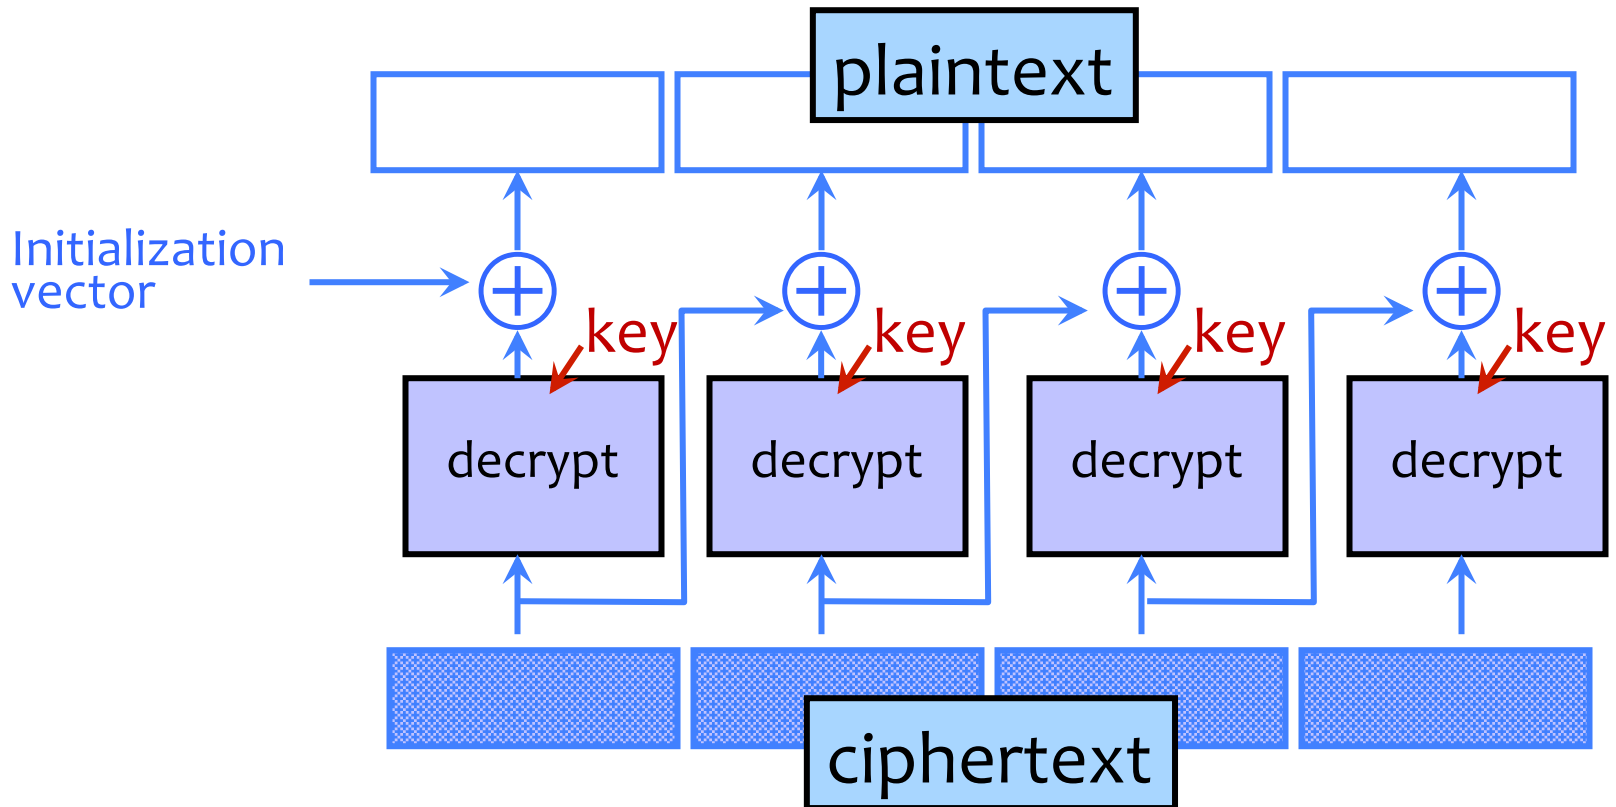 plaintext
Initialization
vector
key key key key
decrypt decrypt decrypt decrypt
ciphertext